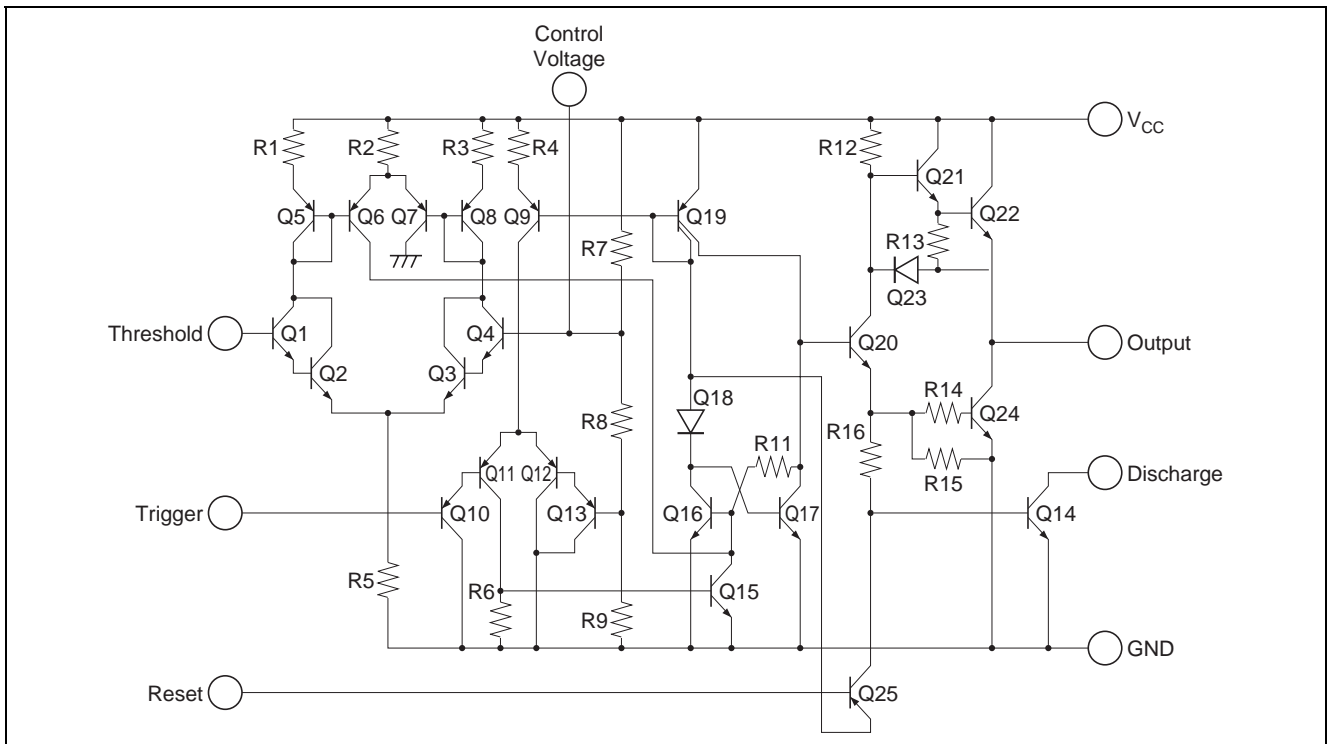 Control
Voltage
VCC
R1
R2
R3
R4
R12
Q21
Q5
Q6
Q7
Q8
Q9
Q19
Q22
R7
R13
Q23
Threshold
Q1
Q4
Q20
Output
Q2
Q3
Q18
R14
Q24
R8
R16
R11
R15
Discharge
Q11
Q12
Trigger
Q10
Q13
Q16
Q17
Q14
R5
R6
R9
Q15
GND
Reset
Q25